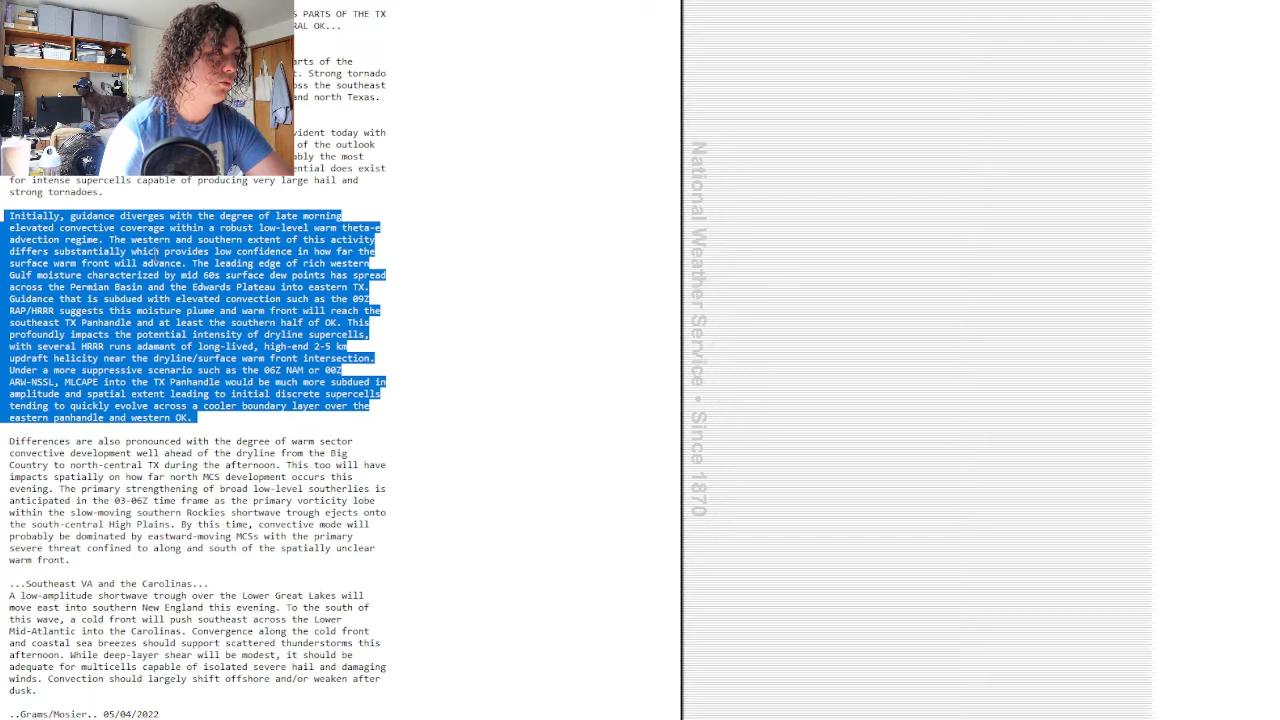 S PARTS OF THE TX
RAL OK...
arts of the
t. Strong tornado
oss the southeast
and north Texas.
vident today with
of the outlook
ably the most
ential does exist
for intense supercells capable of producing very large hail and
strong tornadoes.
Initially, guidance diverges with the degree of late morning
elevated convective coverage within a robust low-level warm theta-e
advection regime. The western and southern extent of this activity
differs substantially which provides low confidence in how far the
surface warm front will advance. The leading edge of rich western
Gulf moisture characterized by mid 60s surface dew points has spread
across the Permian Basin and the Edwards Plateau into eastern TX.
Guidance that is subdued with elevated convection such as the 09Z
RAP/HRRR suggests this moisture plume and warm front will reach the
southeast TX Panhandle and at least the southern half of OK. This
profoundly impacts the potential intensity of dryline supercells,
with several HRRR runs adamant of long-lived, high-end 2-5 km
updraft helicity near the dryline/surface warm front intersection.
Under a more suppressive scenario such as the 06Z NAM or 00Z
ARW-NSSL, MLCAPE into the TX Panhandle would be much more subdued in
amplitude and spatial extent leading to initial discrete supercells
tending to quickly evolve across a cooler boundary layer over the
eastern panhandle and western OK.
Differences are also pronounced with the degree of warm sector
convective development well ahead of the dryline from the Big
Country to north-central TX during the afternoon. This too will have
impacts spatially on how far north MCS development occurs this
evening. The primary strengthening of broad low-level southerlies is
anticipated in the 03-06Z time frame as the primary vorticity lobe
within the slow-moving southern Rockies shortwave trough ejects onto
the south-central High Plains. By this time, convective mode will
probably be dominated by eastward-moving MCSs with the primary
severe threat confined to along and south of the spatially unclear
warm front.
...Southeast VA and the Carolinas...
A low-amplitude shortwave trough over the Lower Great Lakes will
move east into southern New England this evening. To the south of
this wave, a cold front will push southeast across the Lower
Mid-Atlantic into the Carolinas. Convergence along the cold front
and coastal sea breezes should support scattered thunderstorms this
afternoon. While deep-layer shear will be modest, it should be
adequate for multicells capable of isolated severe hail and damaging
winds. Convection should largely shift offshore and/or weaken after
dusk.
..Grams/Mosier.. 05/04/2022
National Weather Service • Since 1870